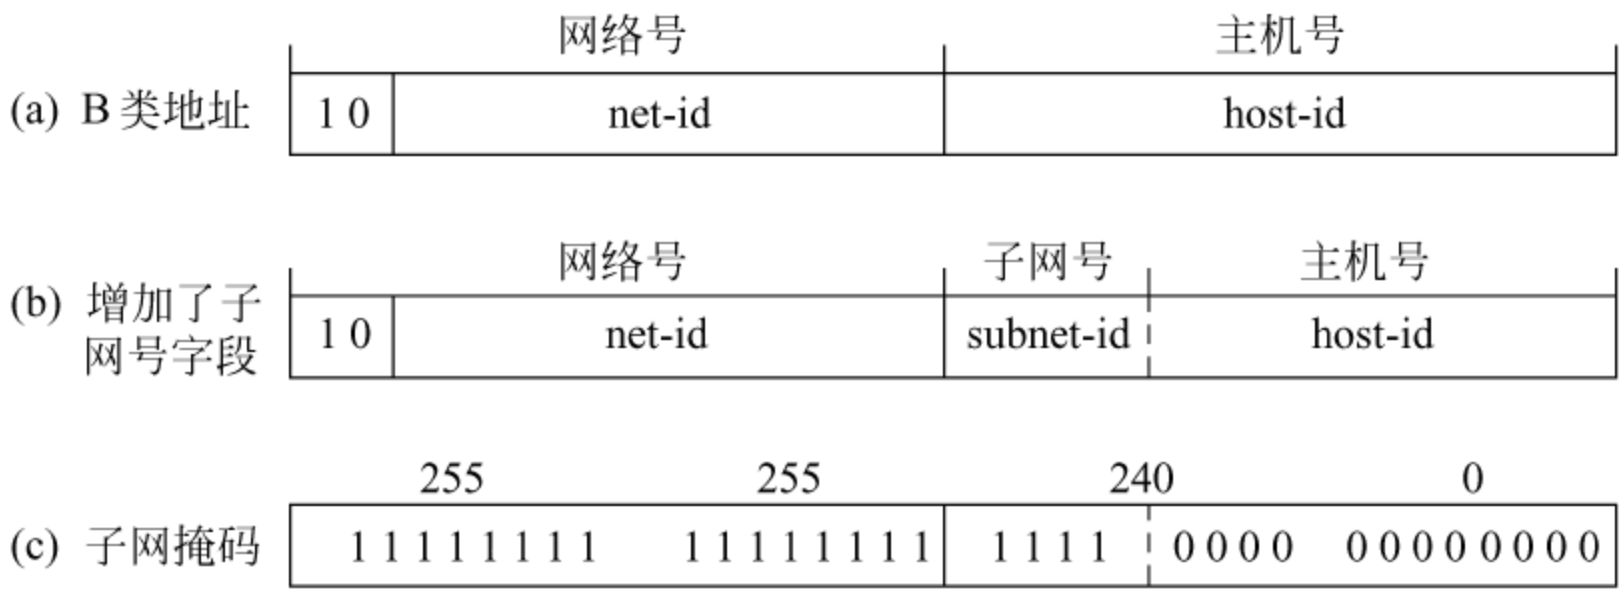 网络号 主机号
(a) B 类地址 1 0 net-id host-id
网络号 子网号 主机号
(b) 增加了子
网号字段 1 0 net-id subnet-id host-id
255 255 240 0
(c) 子网掩码 1 1 1 1 1 1 1 1 1 1 1 1 1 1 1 1 1 1 1 1 0 0 0 0 0 0 0 0 0 0 0 0